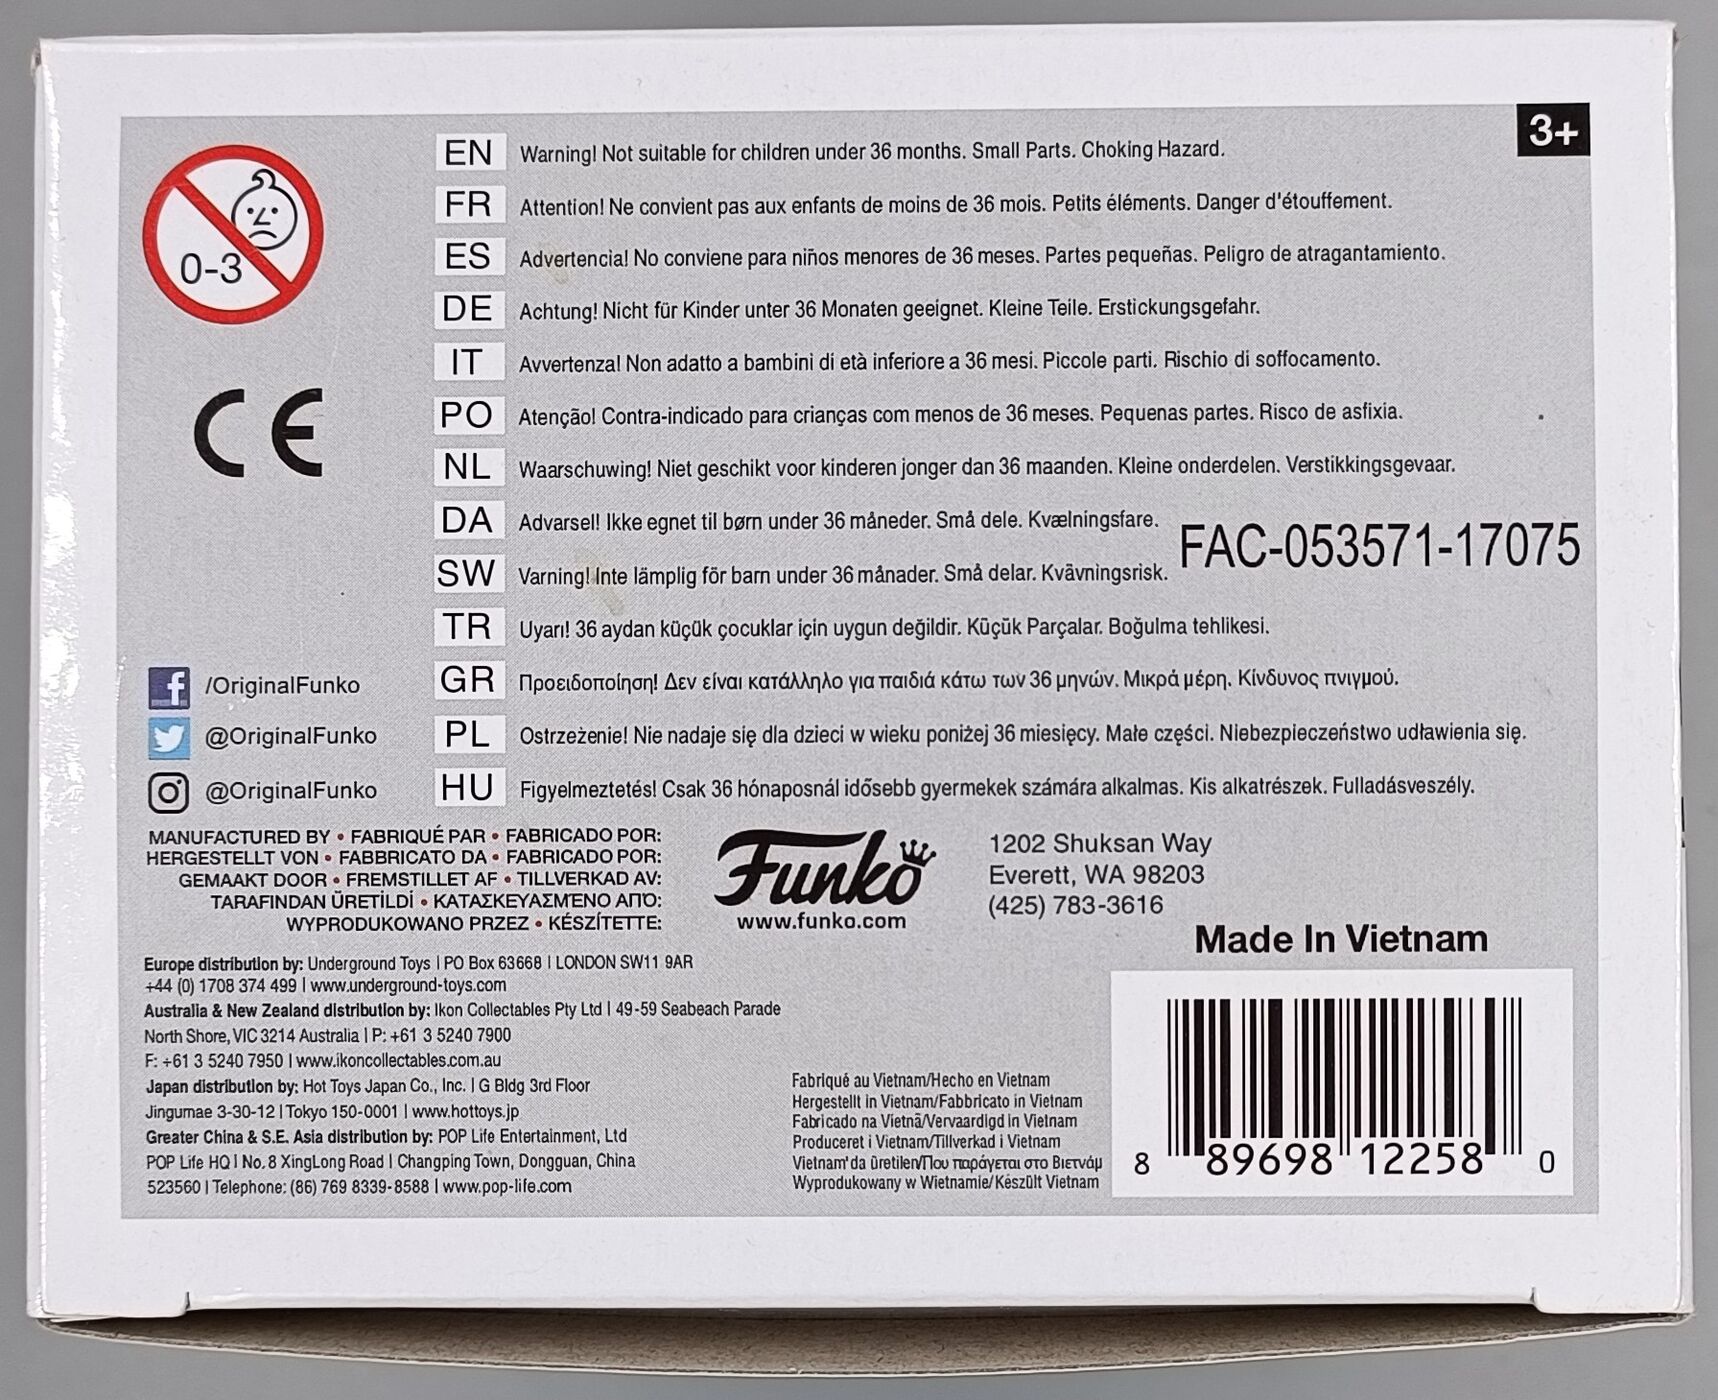 3+
0-3
CE
EN Warning! Not suitable for children under 36 months. Small Parts. Choking Hazard.
FR Attention! Ne convient pas aux enfants de moins de 36 mois. Petits éléments. Danger d'étouffement.
ES Advertencia! No conviene para niños menores de 36 meses. Partes pequeñas. Peligro de atragantamiento.
DE Achtung! Nicht für Kinder unter 36 Monaten geeignet. Kleine Teile. Erstickungsgefahr.
IT Avvertenza! Non adatto a bambini di età inferiore a 36 mesi. Piccole parti. Rischio di soffocamento.
PO Atenção! Contra-indicado para crianças com menos de 36 meses. Pequenas partes. Risco de asfixia.
NL Waarschuwing! Niet geschikt voor kinderen jonger dan 36 maanden. Kleine onderdelen. Verstikkingsgevaar.
DA Advarsel! Ikke egnet til børn under 36 måneder. Små dele. Kvælningsfare.
FAC-053571-17075
SW Varning! Inte lämplig för barn under 36 månader. Små delar. Kvävningsrisk.
TR Uyarı! 36 aydan küçük çocuklar için uygun değildir. Küçük Parçalar. Boğulma tehlikesi.
GR Προειδοποίηση! Δεν είναι κατάλληλο για παιδιά κάτω των 36 μηνών. Μικρά μέρη. Κίνδυνος πνιγμού.
PL Ostrzeżenie! Nie nadaje się dla dzieci w wieku poniżej 36 miesięcy. Małe części. Niebezpieczeństwo udławienia się.
HU Figyelmeztetés! Csak 36 hónaposnál idősebb gyermekek számára alkalmas. Kis alkatrészek. Fulladásveszély.
/OriginalFunko
@OriginalFunko
@OriginalFunko
MANUFACTURED BY • FABRIQUÉ PAR • FABRICADO POR:
HERGESTELLT VON • FABBRICATO DA • FABRICADO POR:
GEMAAKT DOOR • FREMSTILLET AF • TILLVERKAD AV:
TARAFINDAN ÜRETİLDİ • ΚΑΤΑΣΚΕΥΑΣΜΕΝΟ ΑΠΌ:
WYPRODUKOWANO PRZEZ • KÉSZÍTETTE:
Funko
www.funko.com
1202 Shuksan Way
Everett, WA 98203
(425) 783-3616
Made In Vietnam
Europe distribution by: Underground Toys | PO Box 63668 | LONDON SW11 9AR
+44 (0) 1708 374 499 | www.underground-toys.com
Australia & New Zealand distribution by: Ikon Collectables Pty Ltd | 49-59 Seabeach Parade
North Shore, VIC 3214 Australia | P: +61 3 5240 7900
F: +61 3 5240 7950 | www.ikoncollectables.com.au
Japan distribution by: Hot Toys Japan Co., Inc. | G Bldg 3rd Floor
Jingumae 3-30-12 | Tokyo 150-0001 | www.hottoys.jp
Greater China & S.E. Asia distribution by: POP Life Entertainment, Ltd
POP Life HQ | No. 8 XingLong Road | Changping Town, Dongguan, China
523560 | Telephone: (86) 769 8339-8588 | www.pop-life.com
Fabriqué au Vietnam/Hecho en Vietnam
Hergestellt in Vietnam/Fabbricato in Vietnam
Fabricado na Vietnã/Vervaardigd in Vietnam
Produceret i Vietnam/Tillverkad i Vietnam
Vietnam'da üretilen/Που παράγεται στο Βιετνάμ
Wyprodukowany w Wietnamie/Készült Vietnam
8 89698 12258 0